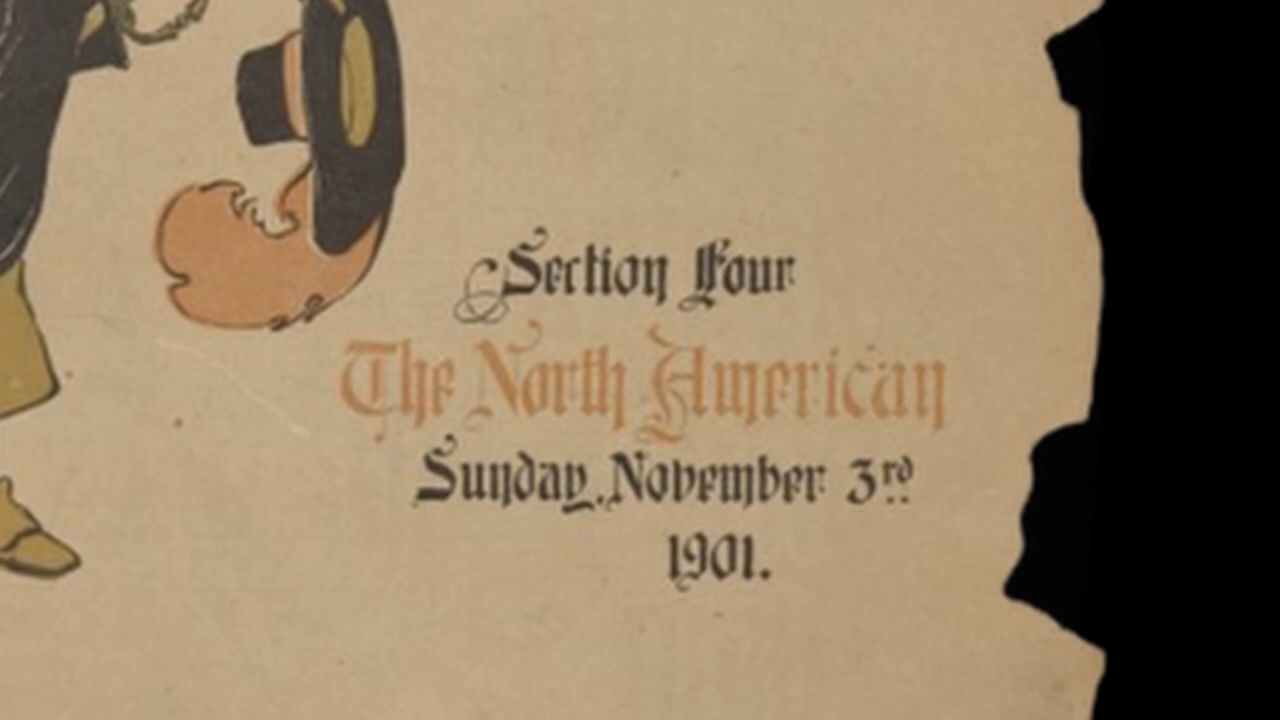 Section Four
The North American
Sunday, November 3rd
1901.